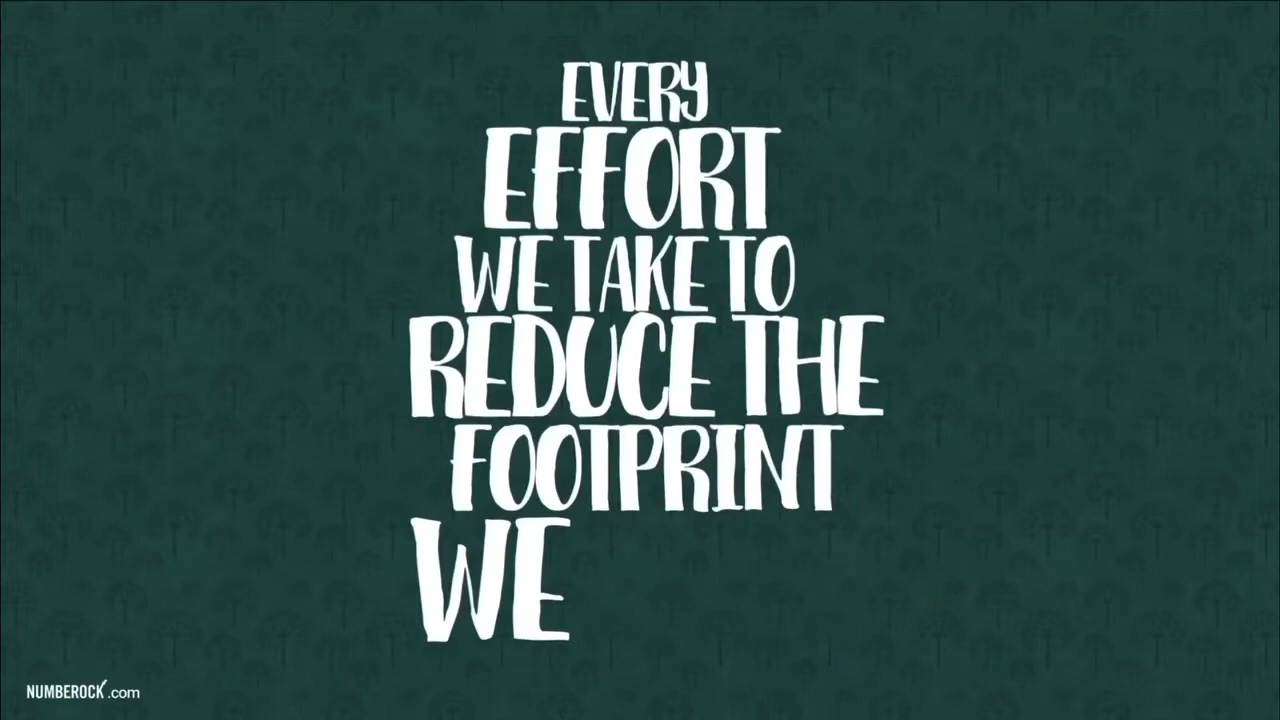 EVERY
EFFORT
WE TAKE TO
REDUCE THE
FOOTPRINT
WE
NUMBEROCK.com